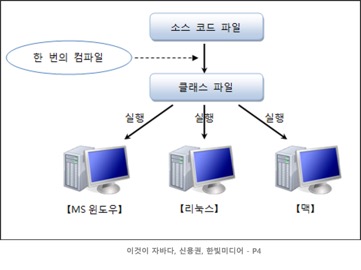 소스 코드 파일
한 번의 컴파일
클래스 파일
실행 실행 실행
【MS 윈도우】 【리눅스】 【맥】
이것이 자바다, 신용권, 한빛미디어 - P4